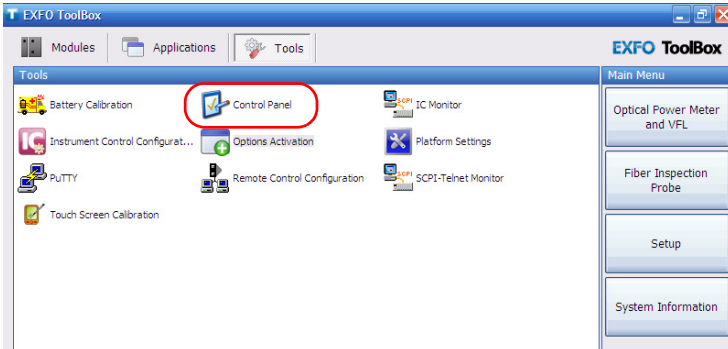 EXFO ToolBox
Modules Applications Tools EXFO ToolBox
Tools Main Menu
Battery Calibration Control Panel IC Monitor
Instrument Control Configurat... Options Activation Platform Settings
PuTTY Remote Control Configuration SCPI-Telnet Monitor
Touch Screen Calibration
Optical Power Meter
and VFL
Fiber Inspection
Probe
Setup
System Information